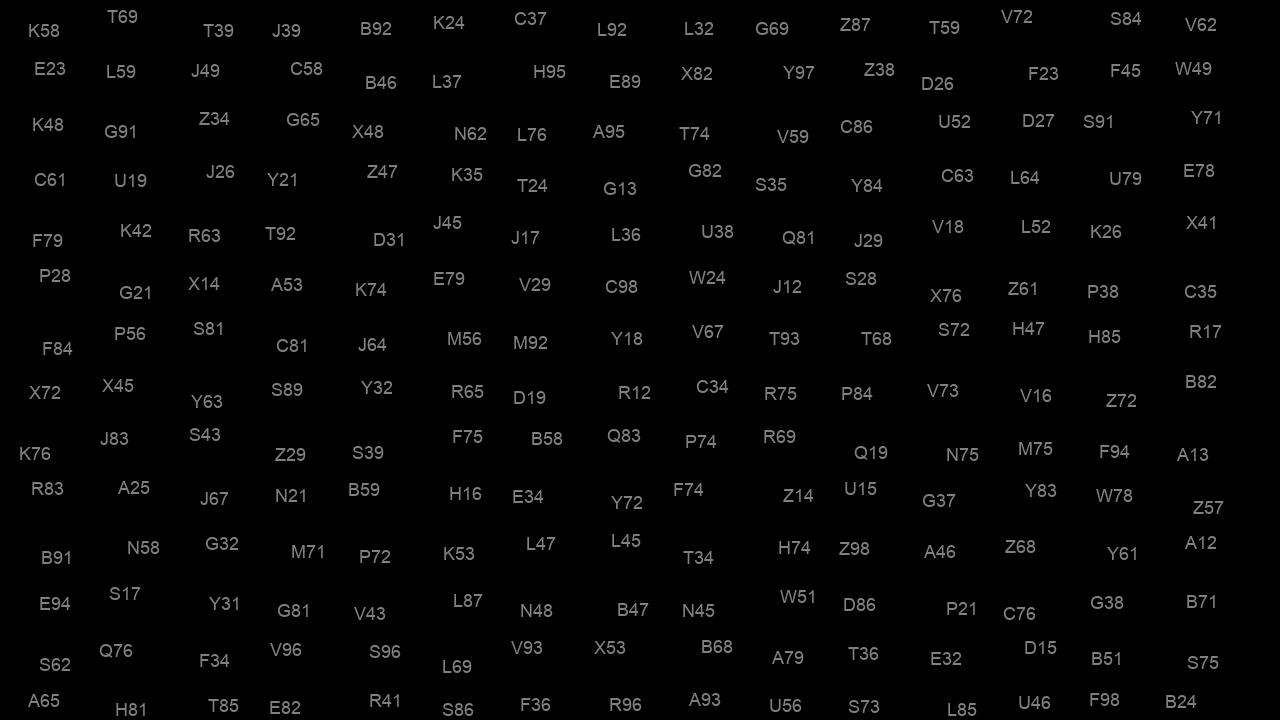 K58 T69 T39 J39 B92 K24 C37 L92 L32 G69 Z87 T59 V72 S84 V62
E23 L59 J49 C58 B46 L37 H95 E89 X82 Y97 Z38 D26 F23 F45 W49
K48 G91 Z34 G65 X48 N62 L76 A95 T74 V59 C86 U52 D27 S91 Y71
C61 U19 J26 Y21 Z47 K35 T24 G13 G82 S35 Y84 C63 L64 U79 E78
F79 K42 R63 T92 D31 J45 J17 L36 U38 Q81 J29 V18 L52 K26 X41
P28 G21 X14 A53 K74 E79 V29 C98 W24 J12 S28 X76 Z61 P38 C35
F84 P56 S81 C81 J64 M56 M92 Y18 V67 T93 T68 S72 H47 H85 R17
X72 X45 Y63 S89 Y32 R65 D19 R12 C34 R75 P84 V73 V16 Z72 B82
K76 J83 S43 Z29 S39 F75 B58 Q83 P74 R69 Q19 N75 M75 F94 A13
R83 A25 J67 N21 B59 H16 E34 Y72 F74 Z14 U15 G37 Y83 W78 Z57
B91 N58 G32 M71 P72 K53 L47 L45 T34 H74 Z98 A46 Z68 Y61 A12
E94 S17 Y31 G81 V43 L87 N48 B47 N45 W51 D86 P21 C76 G38 B71
S62 Q76 F34 V96 S96 L69 V93 X53 B68 A79 T36 E32 D15 B51 S75
A65 H81 T85 E82 R41 S86 F36 R96 A93 U56 S73 L85 U46 F98 B24